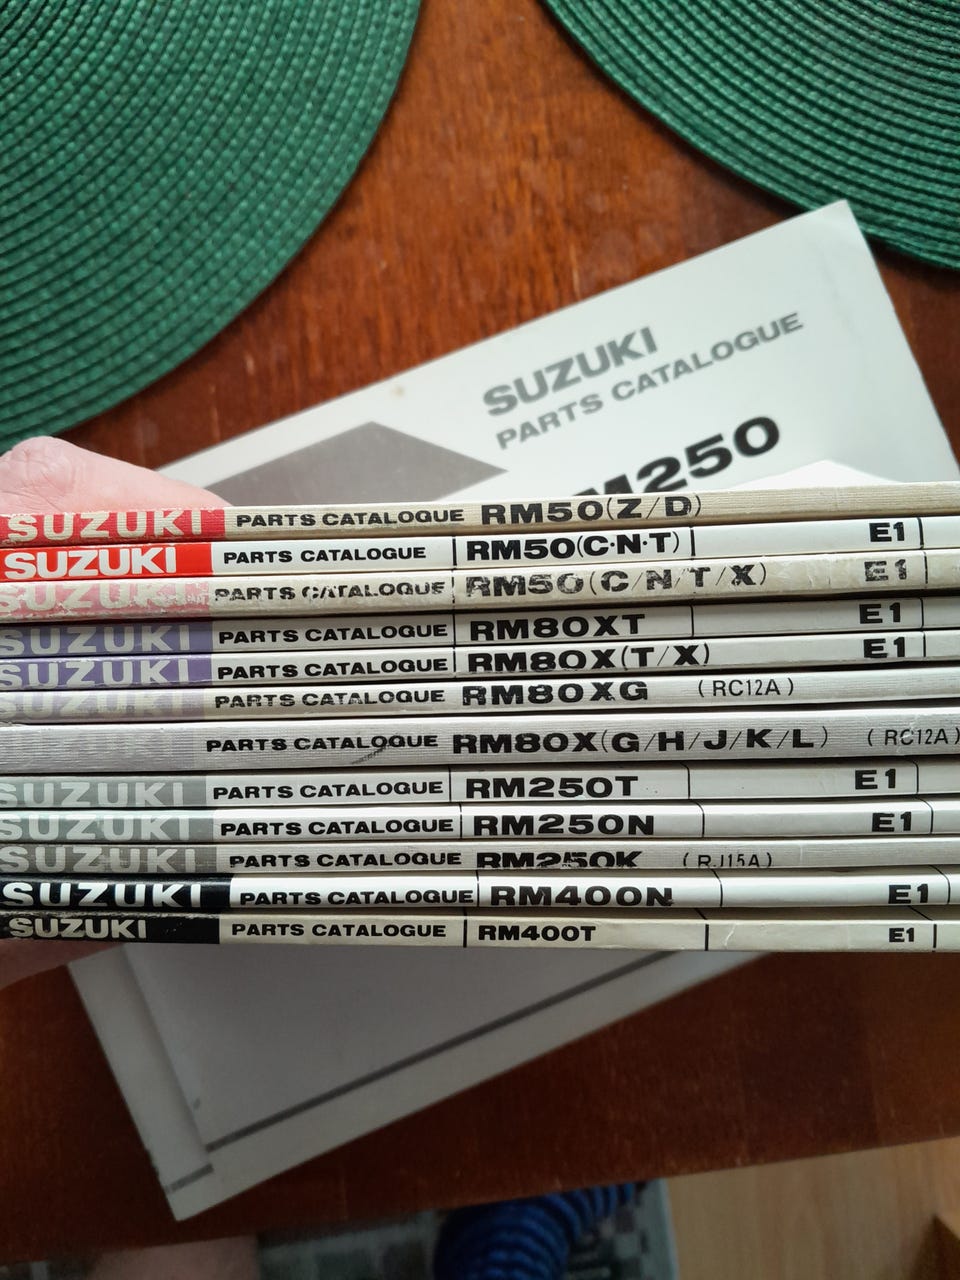 SUZUKI
PARTS CATALOGUE
M250
SUZUKI PARTS CATALOGUE RM50(Z/D)
SUZUKI PARTS CATALOGUE RM50(C·N·T) E1
SUZUKI PARTS CATALOGUE RM50(C/N/T/X) E1
SUZUKI PARTS CATALOGUE RM80XT E1
SUZUKI PARTS CATALOGUE RM80X(T/X) E1
SUZUKI PARTS CATALOGUE RM80XG (RC12A)
PARTS CATALOGUE RM80X(G/H/J/K/L) (RC12A)
SUZUKI PARTS CATALOGUE RM250T E1
SUZUKI PARTS CATALOGUE RM250N E1
SUZUKI PARTS CATALOGUE RM250K (RJ15A)
SUZUKI PARTS CATALOGUE RM400N E1
SUZUKI PARTS CATALOGUE RM400T E1